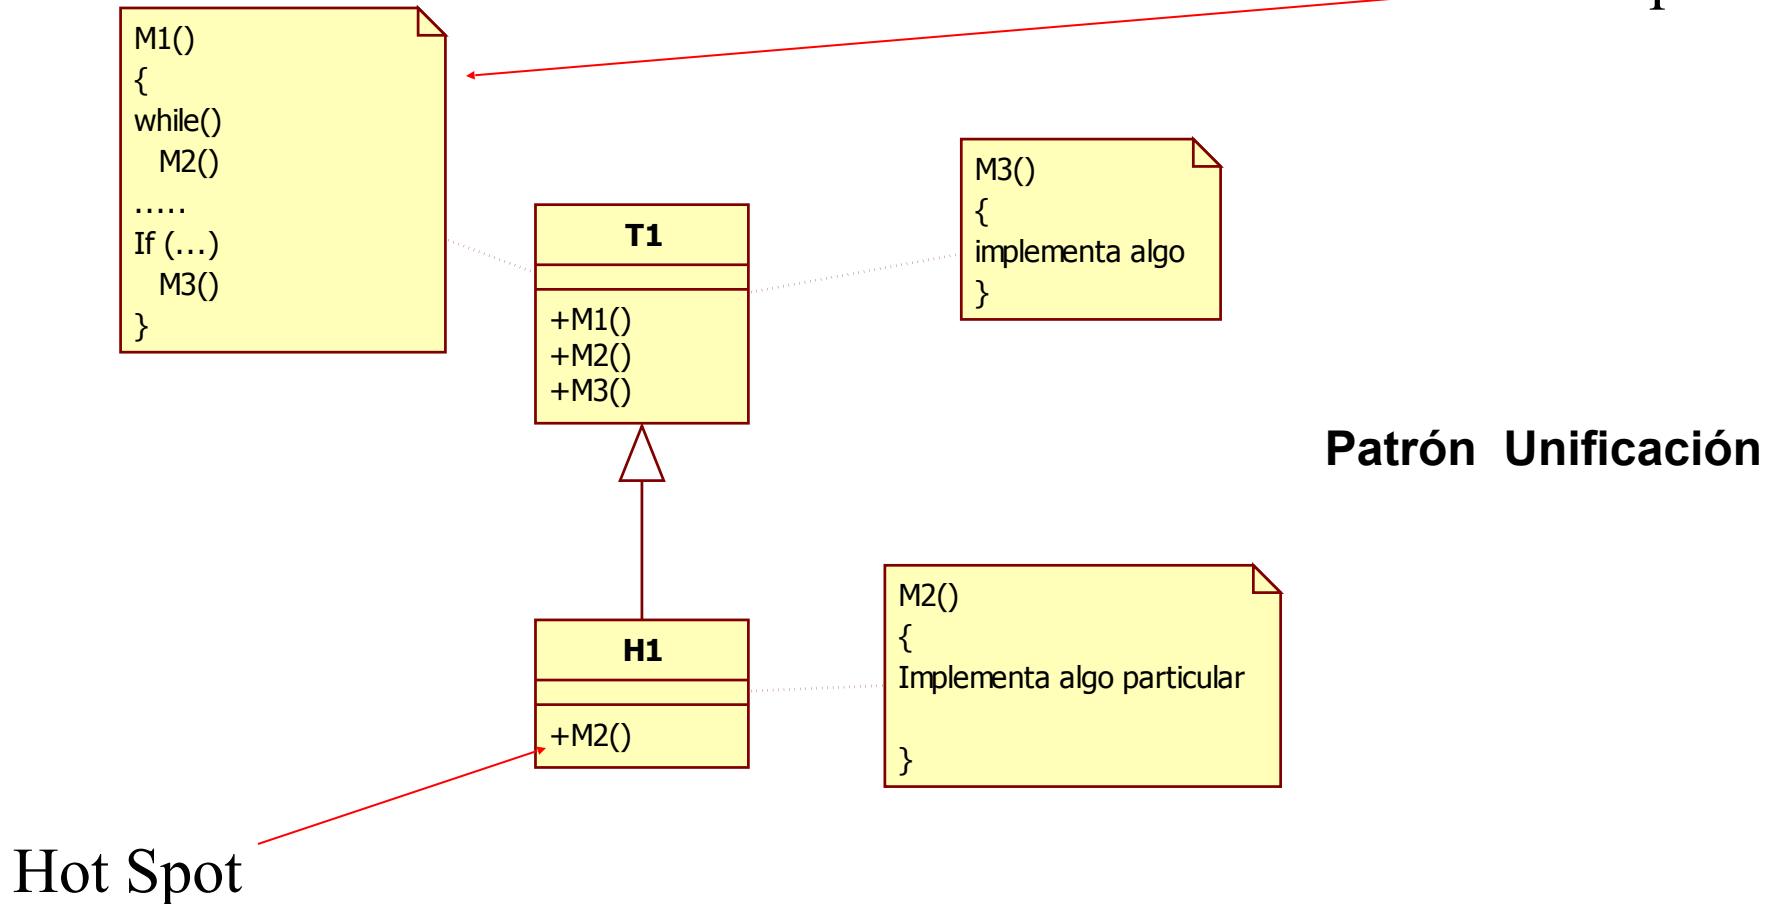 M1()
{
while()
M2()
.....
If (...)
M3()
}
M3()
{
implementa algo
}
T1
+M1()
+M2()
+M3()
Patrón Unificación
H1
+M2()
M2()
{
Implementa algo particular
}
Hot Spot